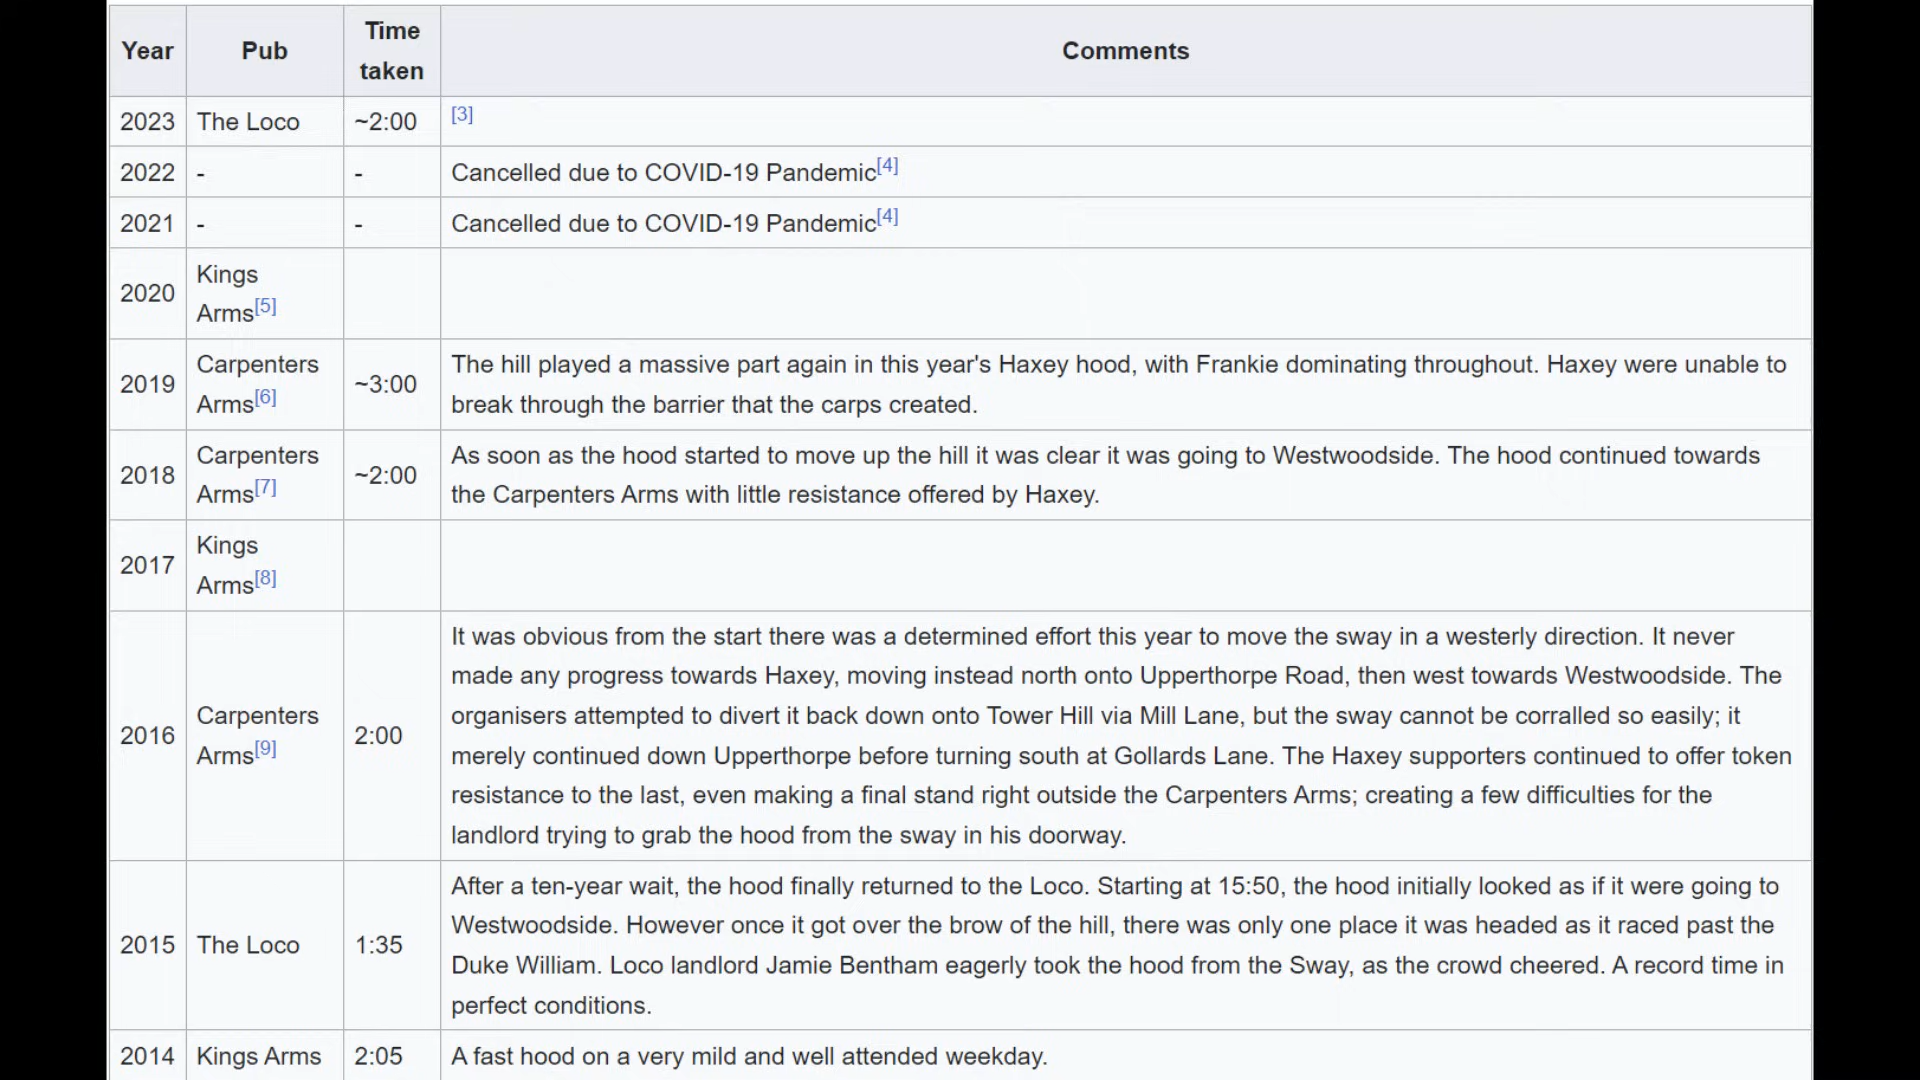 Year Pub Time taken Comments
2023 The Loco ~2:00 [3]
2022 - - Cancelled due to COVID-19 Pandemic[4]
2021 - - Cancelled due to COVID-19 Pandemic[4]
2020 Kings Arms[5]
2019 Carpenters Arms[6] ~3:00 The hill played a massive part again in this year's Haxey hood, with Frankie dominating throughout. Haxey were unable to
break through the barrier that the carps created.
2018 Carpenters Arms[7] ~2:00 As soon as the hood started to move up the hill it was clear it was going to Westwoodside. The hood continued towards
the Carpenters Arms with little resistance offered by Haxey.
2017 Kings Arms[8]
2016 Carpenters Arms[9] 2:00 It was obvious from the start there was a determined effort this year to move the sway in a westerly direction. It never
made any progress towards Haxey, moving instead north onto Upperthorpe Road, then west towards Westwoodside. The
organisers attempted to divert it back down onto Tower Hill via Mill Lane, but the sway cannot be corralled so easily; it
merely continued down Upperthorpe before turning south at Gollards Lane. The Haxey supporters continued to offer token
resistance to the last, even making a final stand right outside the Carpenters Arms; creating a few difficulties for the
landlord trying to grab the hood from the sway in his doorway.
2015 The Loco 1:35 After a ten-year wait, the hood finally returned to the Loco. Starting at 15:50, the hood initially looked as if it were going to
Westwoodside. However once it got over the brow of the hill, there was only one place it was headed as it raced past the
Duke William. Loco landlord Jamie Bentham eagerly took the hood from the Sway, as the crowd cheered. A record time in
perfect conditions.
2014 Kings Arms 2:05 A fast hood on a very mild and well attended weekday.